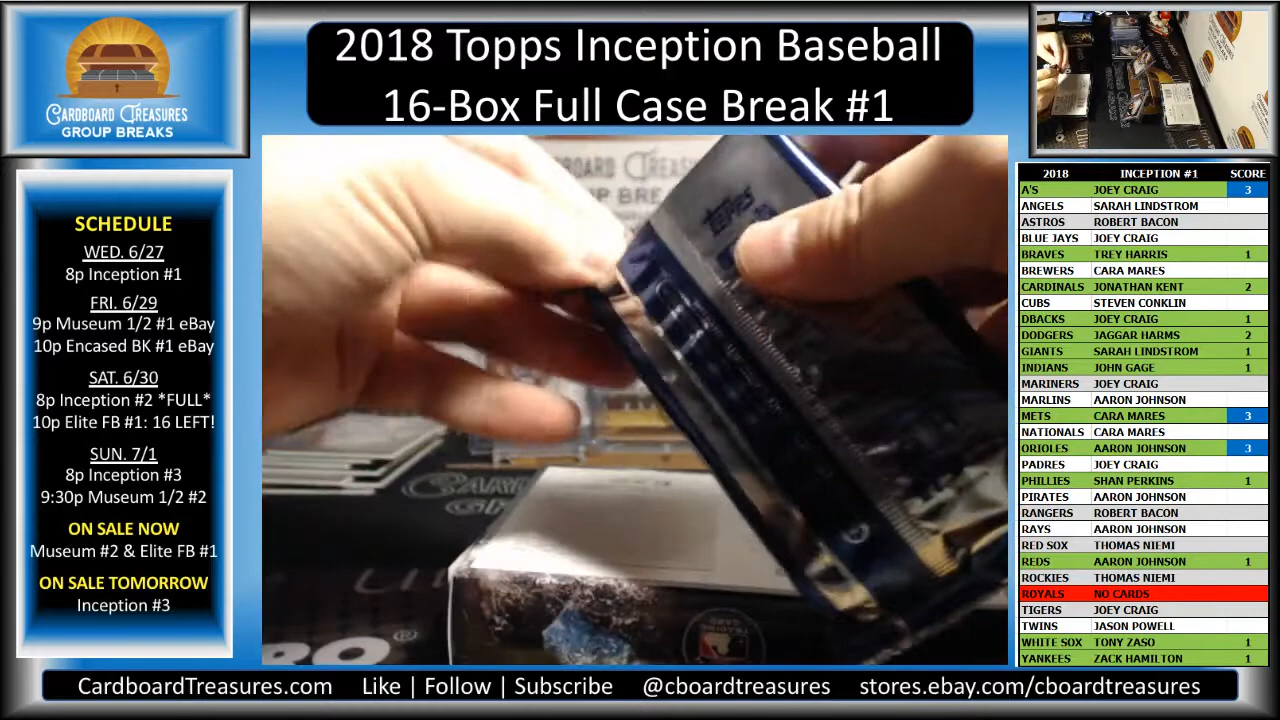 CARDBOARD TREASURES
GROUP BREAKS
2018 Topps Inception Baseball
16-Box Full Case Break #1
SCHEDULE
WED. 6/27
8p Inception #1
FRI. 6/29
9p Museum 1/2 #1 eBay
10p Encased BK #1 eBay
SAT. 6/30
8p Inception #2 *FULL*
10p Elite FB #1: 16 LEFT!
SUN. 7/1
8p Inception #3
9:30p Museum 1/2 #2
ON SALE NOW
Museum #2 & Elite FB #1
ON SALE TOMORROW
Inception #3
topps
TRADING
CARD
RO®
2018 INCEPTION #1 SCORE
A'S JOEY CRAIG 3
ANGELS SARAH LINDSTROM
ASTROS ROBERT BACON
BLUE JAYS JOEY CRAIG
BRAVES TREY HARRIS 1
BREWERS CARA MARES
CARDINALS JONATHAN KENT 2
CUBS STEVEN CONKLIN
DBACKS JOEY CRAIG 1
DODGERS JAGGAR HARMS 2
GIANTS SARAH LINDSTROM 1
INDIANS JOHN GAGE 1
MARINERS JOEY CRAIG
MARLINS AARON JOHNSON
METS CARA MARES 3
NATIONALS CARA MARES
ORIOLES AARON JOHNSON 3
PADRES JOEY CRAIG
PHILLIES SHAN PERKINS 1
PIRATES AARON JOHNSON
RANGERS ROBERT BACON
RAYS AARON JOHNSON
RED SOX THOMAS NIEMI
REDS AARON JOHNSON 1
ROCKIES THOMAS NIEMI
ROYALS NO CARDS
TIGERS JOEY CRAIG
TWINS JASON POWELL
WHITE SOX TONY ZASO 1
YANKEES ZACK HAMILTON 1
CardboardTreasures.com Like | Follow | Subscribe @cboardtreasures stores.ebay.com/cboardtreasures